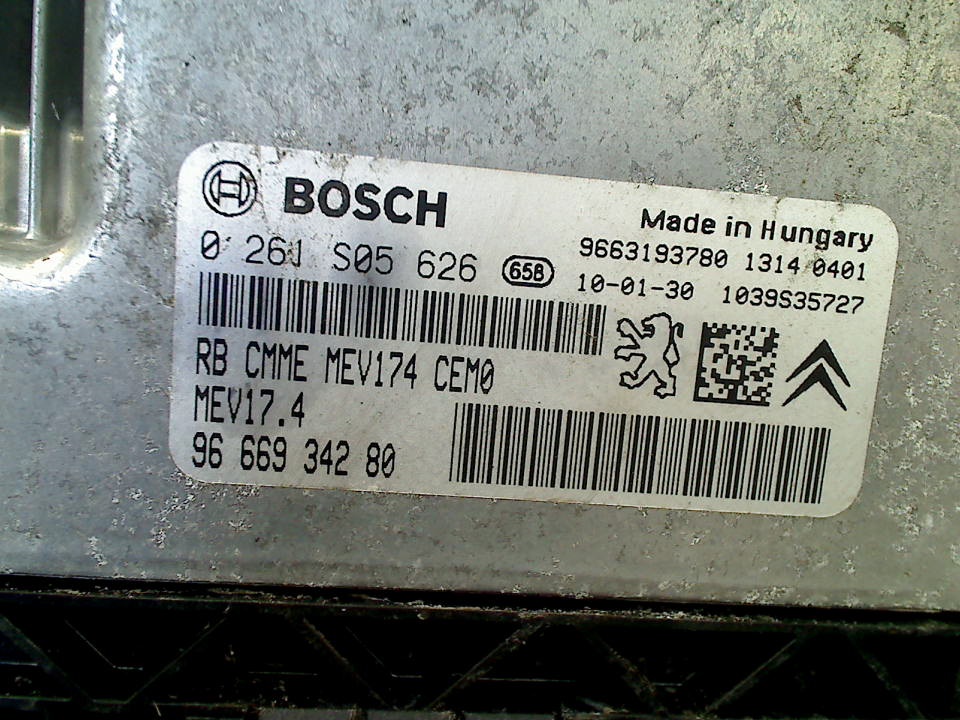 BOSCH
Made in Hungary
0 261 S05 626 65B
9663193780 1314 0401
10-01-30 1039S35727
RB CMME MEV174 CEM0
MEV17.4
96 669 342 80